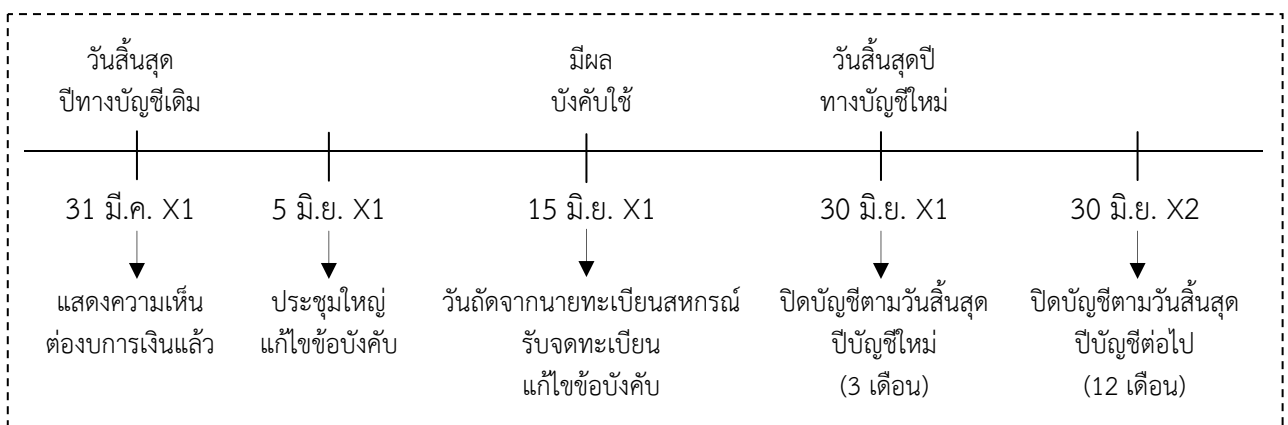 วันสิ้นสุด
ปีทางบัญชีเดิม
มีผล
บังคับใช้
วันสิ้นสุดปี
ทางบัญชีใหม่
31 มี.ค. X1
5 มิ.ย. X1
15 มิ.ย. X1
30 มิ.ย. X1
30 มิ.ย. X2
แสดงความเห็น
ต่องบการเงินแล้ว
ประชุมใหญ่
แก้ไขข้อบังคับ
วันถัดจากนายทะเบียนสหกรณ์
รับจดทะเบียน
แก้ไขข้อบังคับ
ปิดบัญชีตามวันสิ้นสุด
ปีบัญชีใหม่
(3 เดือน)
ปิดบัญชีตามวันสิ้นสุด
ปีบัญชีต่อไป
(12 เดือน)